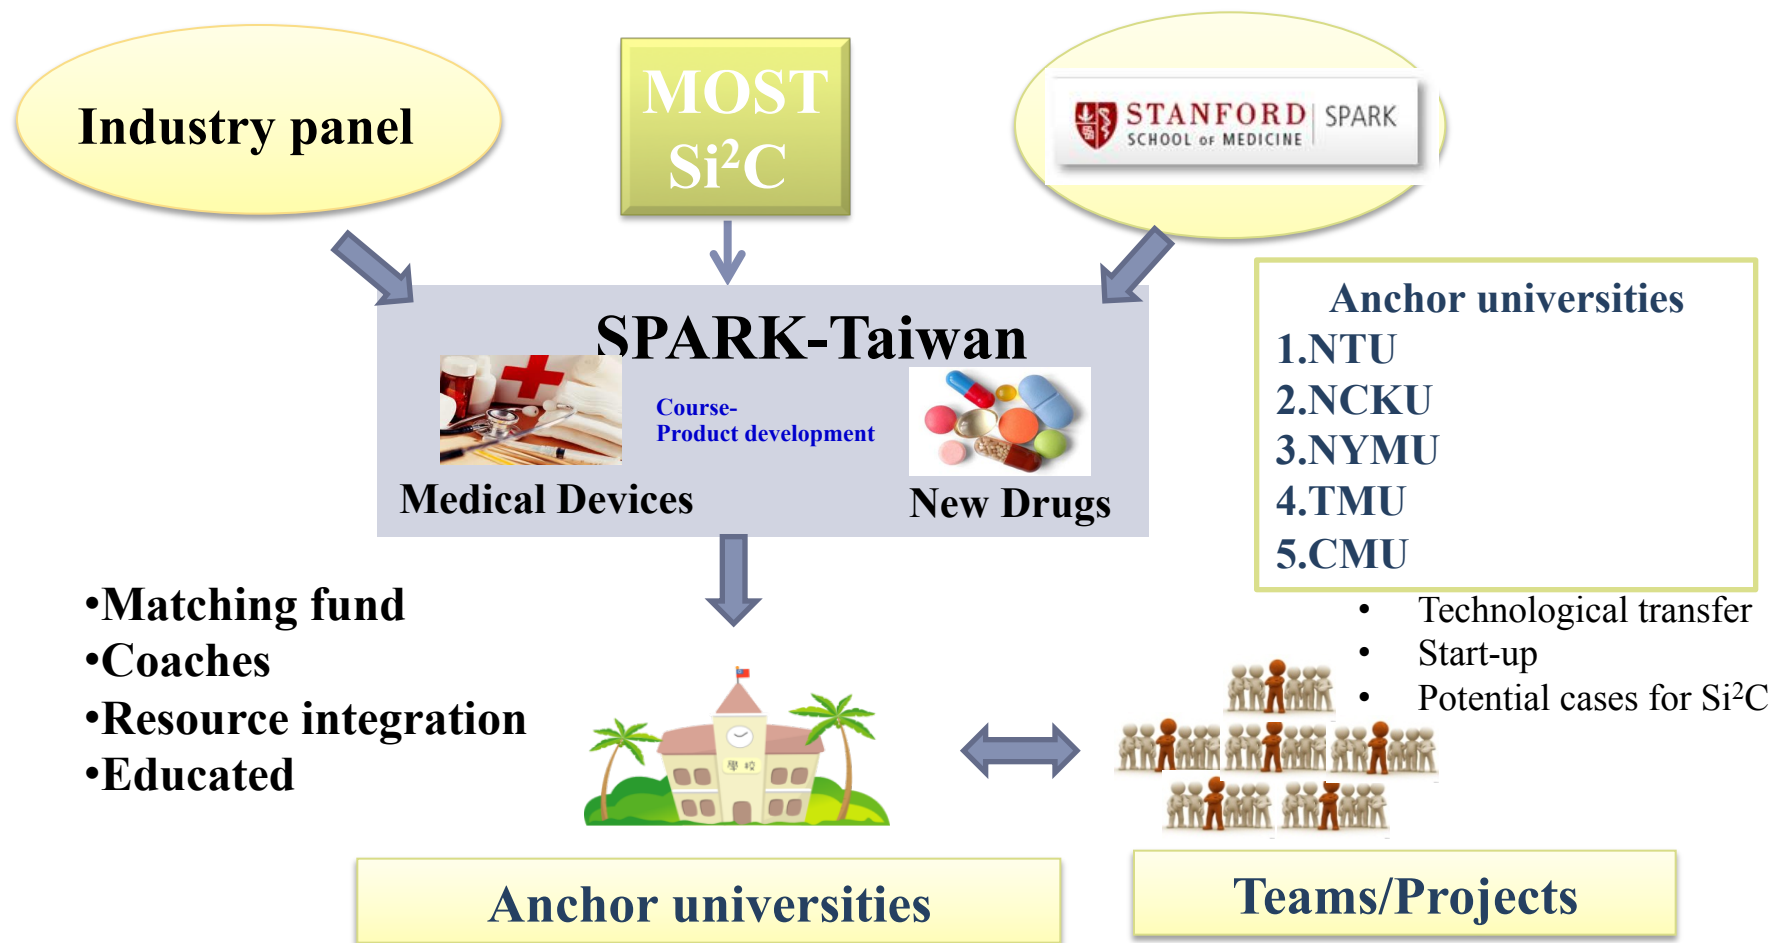 Industry panel
MOST
Si²C
STANFORD
SCHOOL OF MEDICINE
SPARK
SPARK-Taiwan
Course-
Product development
Medical Devices
New Drugs
Anchor universities
1.NTU
2.NCKU
3.NYMU
4.TMU
5.CMU
•Matching fund
•Coaches
•Resource integration
•Educated
• Technological transfer
• Start-up
• Potential cases for Si²C
學校
Anchor universities
Teams/Projects